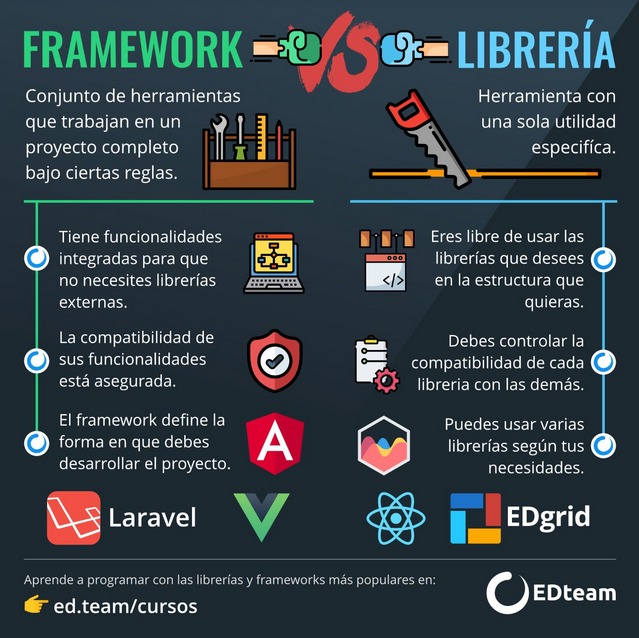 FRAMEWORK
VS
LIBRERÍA
Conjunto de herramientas
que trabajan en un
proyecto completo
bajo ciertas reglas.
Herramienta con
una sola utilidad
especifíca.
Tiene funcionalidades
integradas para que
no necesites librerías
externas.
Eres libre de usar las
librerías que desees
en la estructura que
quieras.
</>
La compatibilidad de
sus funcionalidades
está asegurada.
Debes controlar la
compatibilidad de cada
libreria con las demás.
El framework define la
forma en que debes
desarrollar el proyecto.
A
Puedes usar varias
librerías según tus
necesidades.
Laravel
EDgrid
Aprende a programar con las librerías y frameworks más populares en:
ed.team/cursos
EDteam